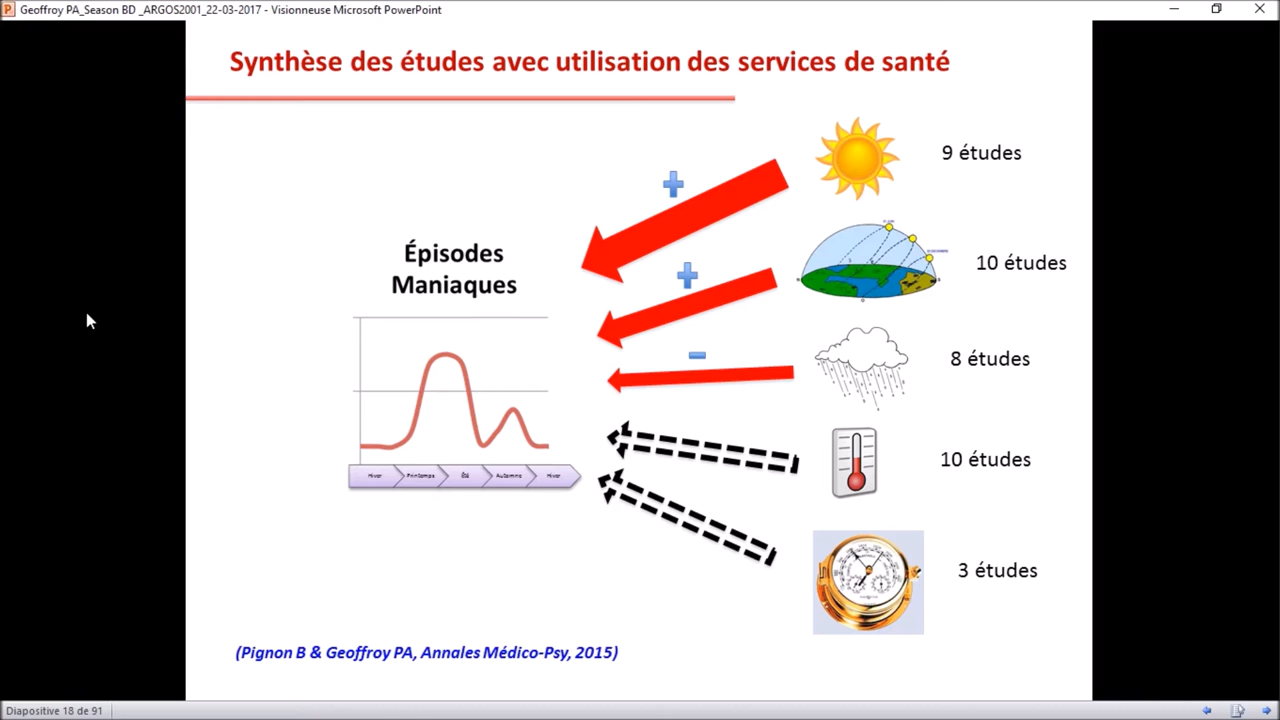 Geoffroy PA_Season BD _ARGOS2001_22-03-2017 - Visionneuse Microsoft PowerPoint
Synthèse des études avec utilisation des services de santé
9 études
10 études
Épisodes
Maniaques
8 études
10 études
Hiver
Printemps
Été
Automne
Hiver
3 études
(Pignon B & Geoffroy PA, Annales Médico-Psy, 2015)
Diapositive 18 de 91